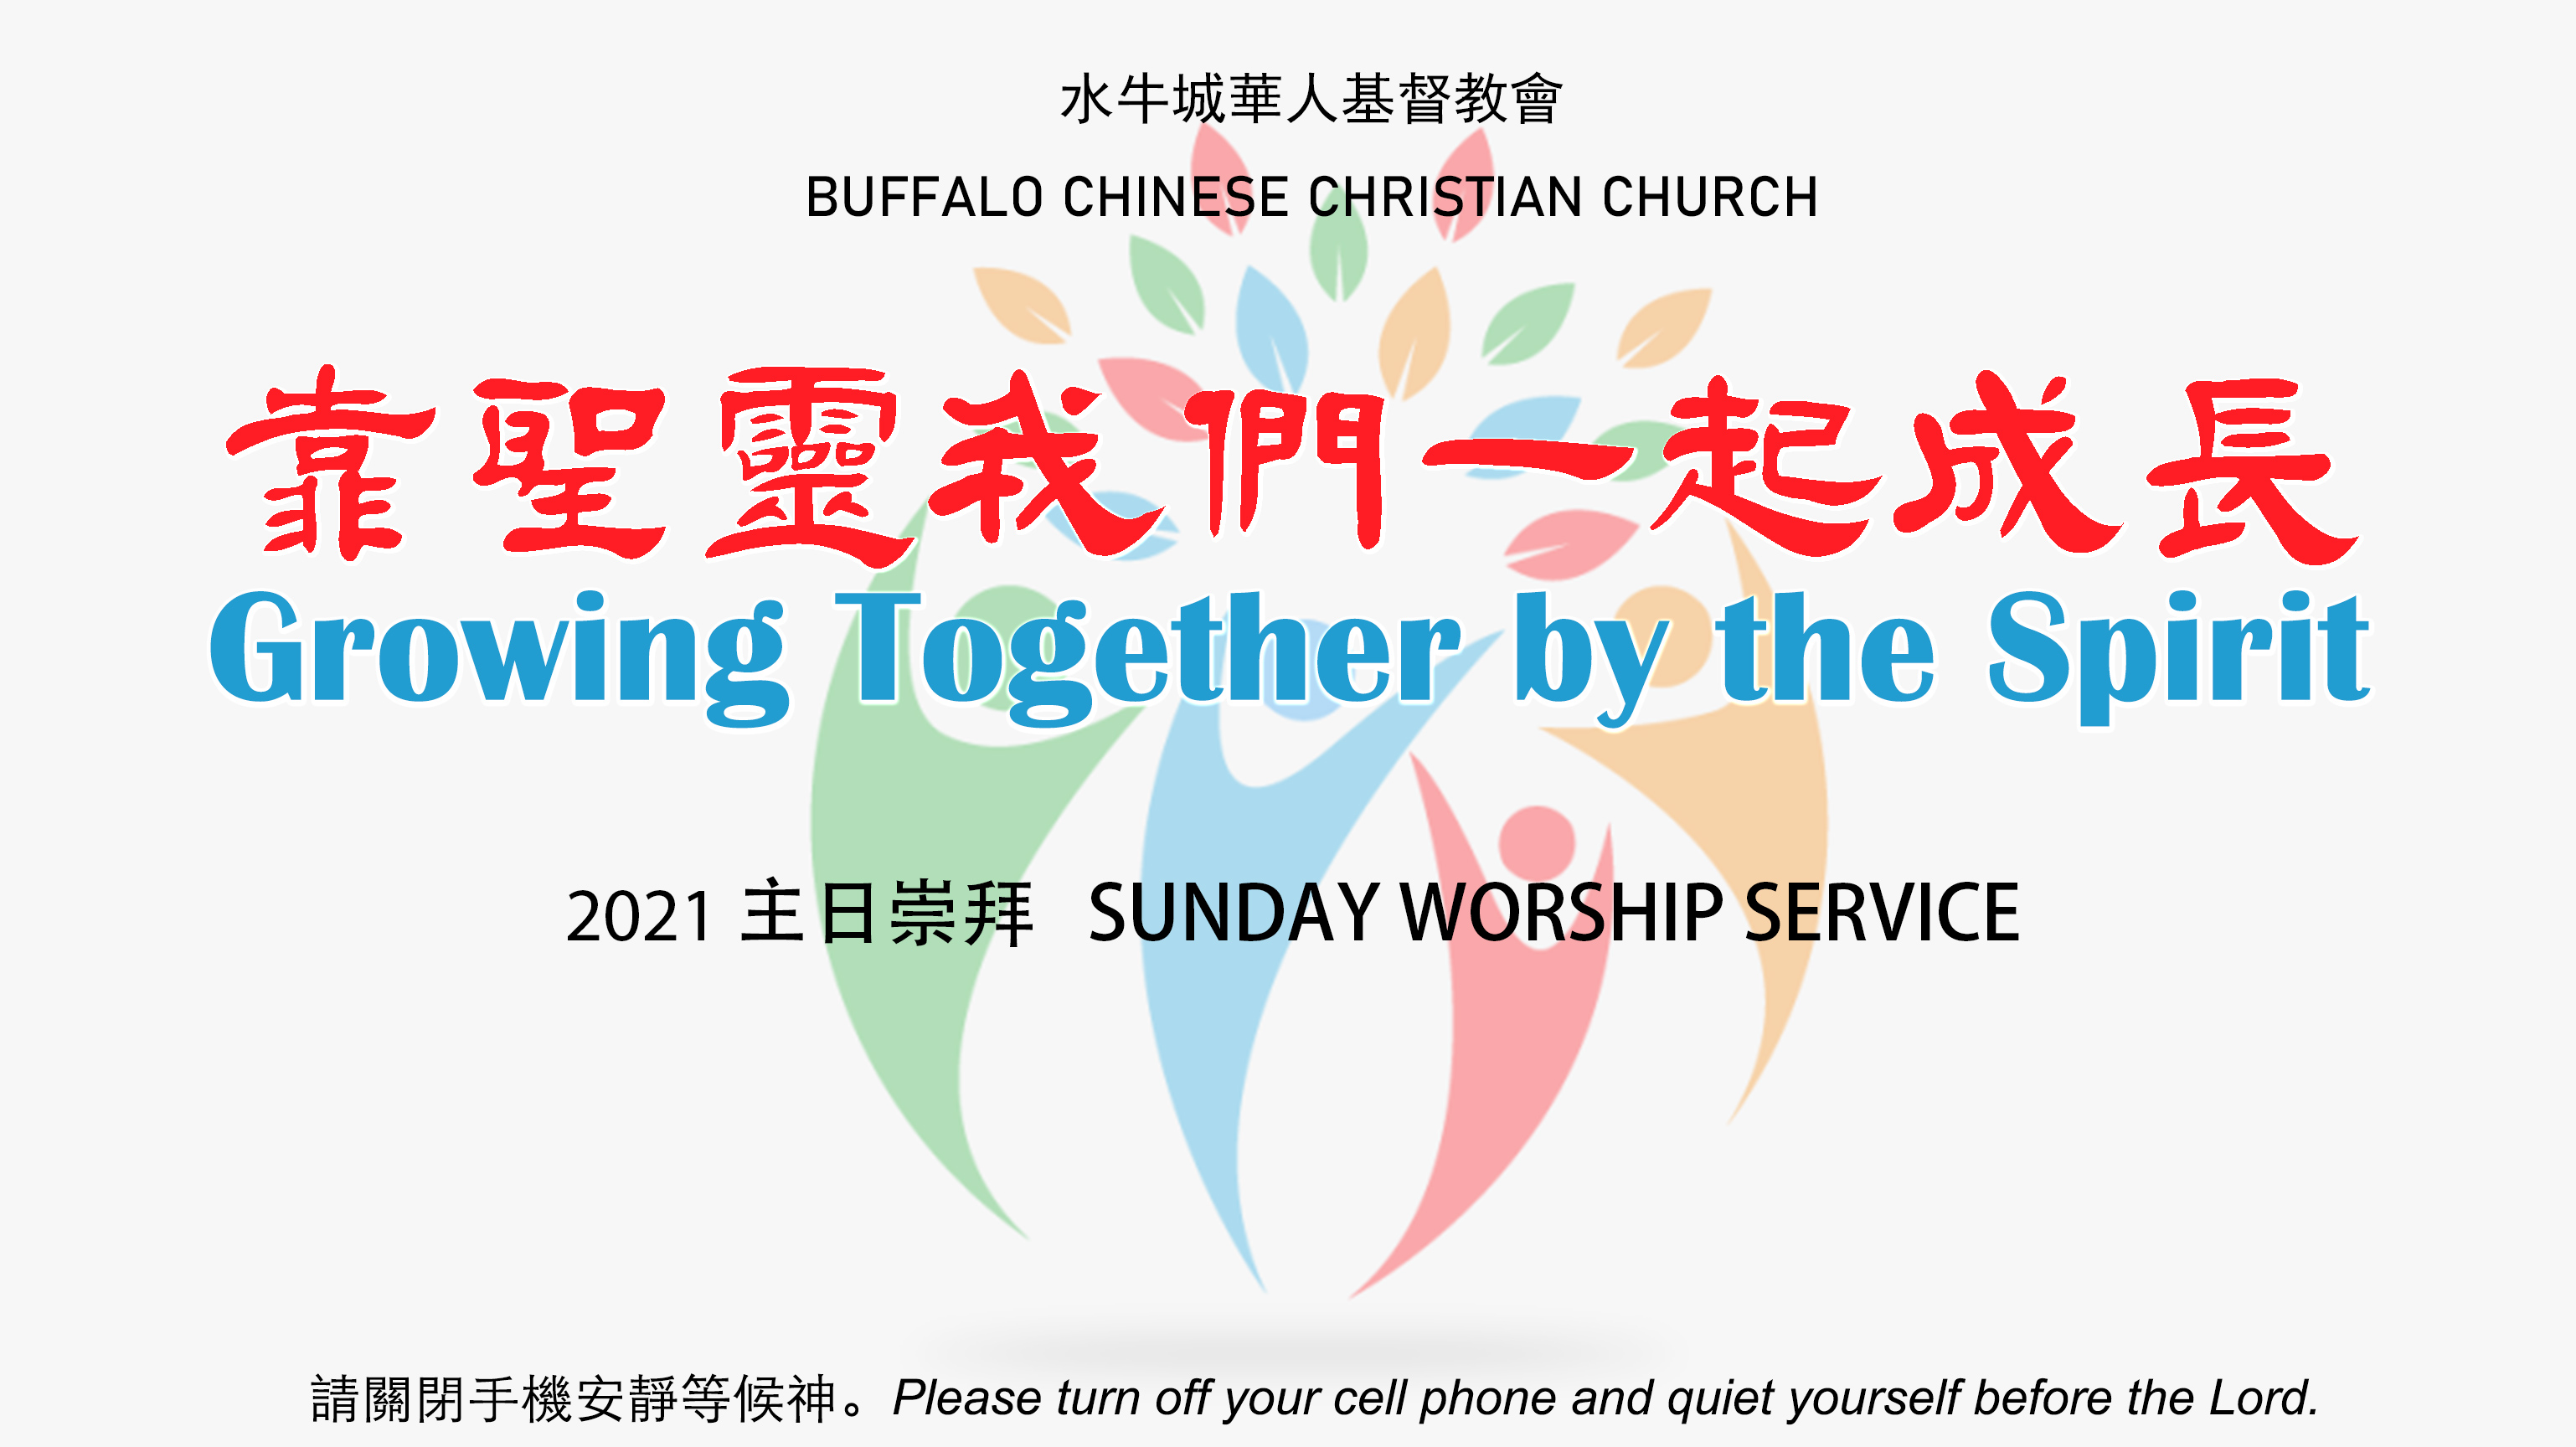 水牛城華人基督教會
BUFFALO CHINESE CHRISTIAN CHURCH
靠聖靈我們一起成長
Growing Together by the Spirit
2021 主日崇拜 SUNDAY WORSHIP SERVICE
請關閉手機安靜等候神。Please turn off your cell phone and quiet yourself before the Lord.